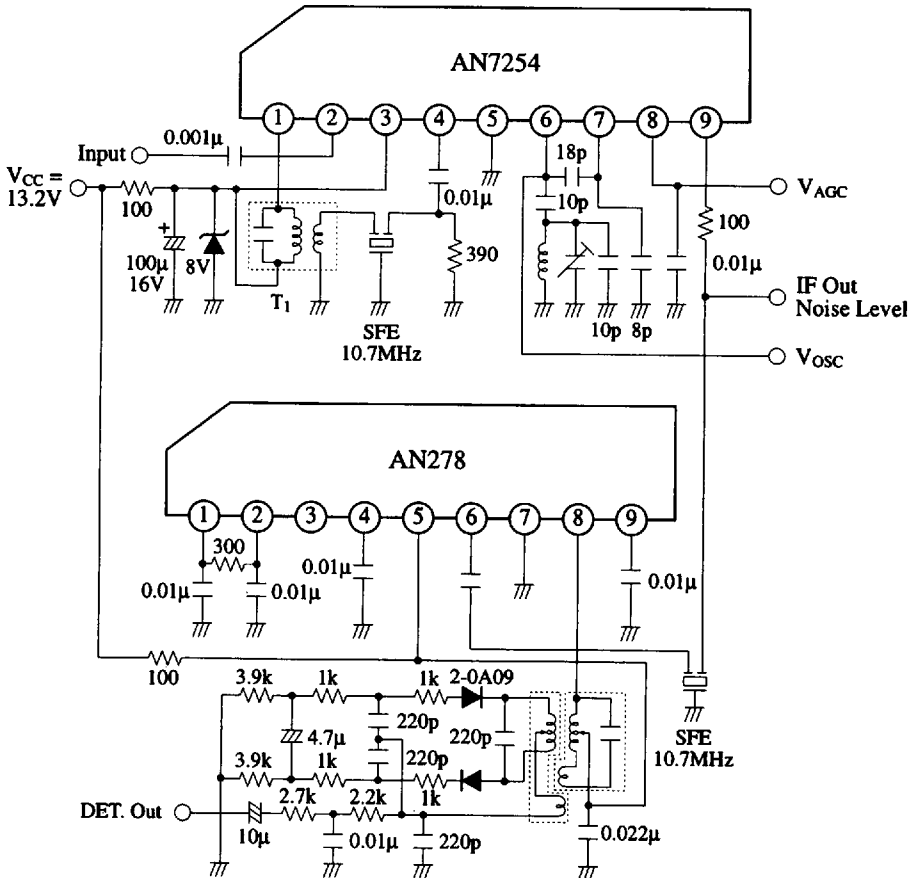 AN7254
1 2 3 4 5 6 7 8 9
Input
0.001μ
18p
VCC =
13.2V
100
0.01μ
10p
VAGC
+
100μ
16V
8V
390
100
0.01μ
T1
IF Out
Noise Level
10p 8p
SFE
10.7MHz
VOSC
AN278
1 2 3 4 5 6 7 8 9
300
0.01μ
0.01μ
0.01μ
0.01μ
100
3.9k
1k
1k
2-0A09
220p
4.7μ
220p
220p
SFE
10.7MHz
3.9k
1k
1k
DET. Out
2.7k
2.2k
10μ
0.01μ
220p
0.022μ